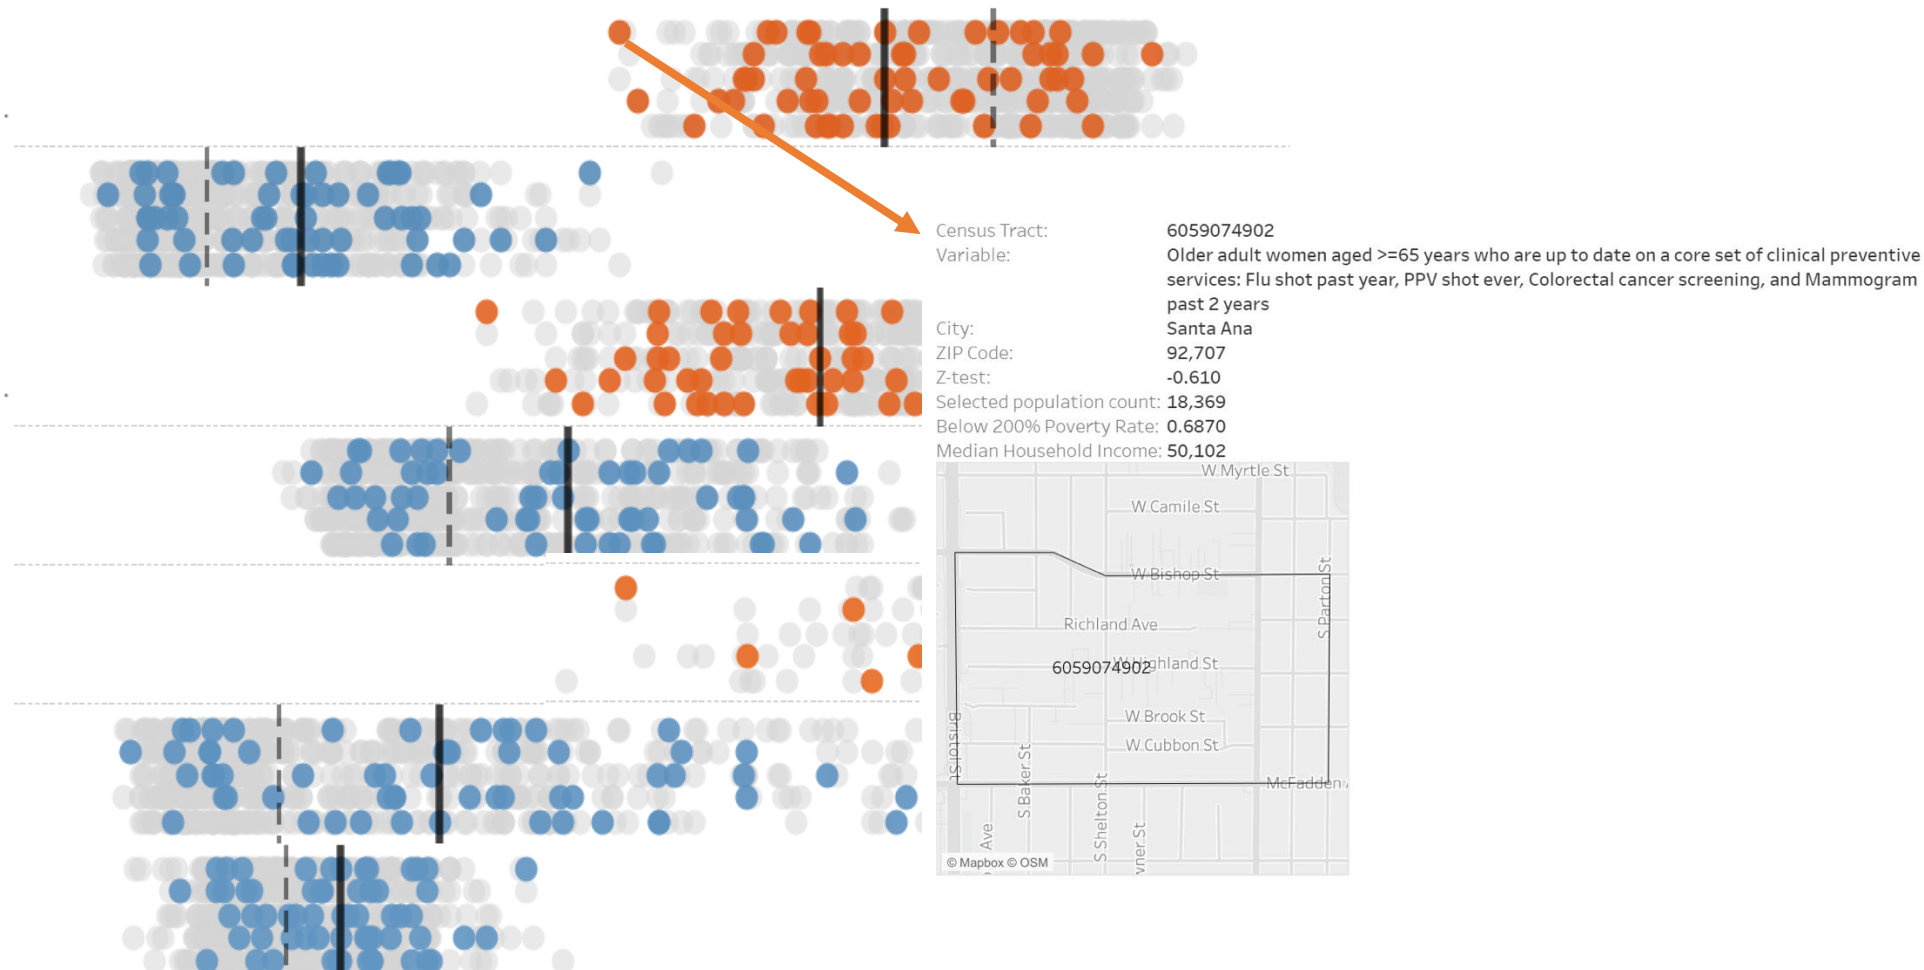 Census Tract: 6059074902
Variable: Older adult women aged >=65 years who are up to date on a core set of clinical preventive
services: Flu shot past year, PPV shot ever, Colorectal cancer screening, and Mammogram
past 2 years
City: Santa Ana
ZIP Code: 92,707
Z-test: -0.610
Selected population count: 18,369
Below 200% Poverty Rate: 0.6870
Median Household Income: 50,102
W Myrtle St
W Camile St
W Bishop St
S Parton St
Richland Ave
W Highland St
6059074902
W Brook St
Bristol St
W Cubbon St
S Baker St
S Shelton St
McFadden
Ave
© Mapbox © OSM